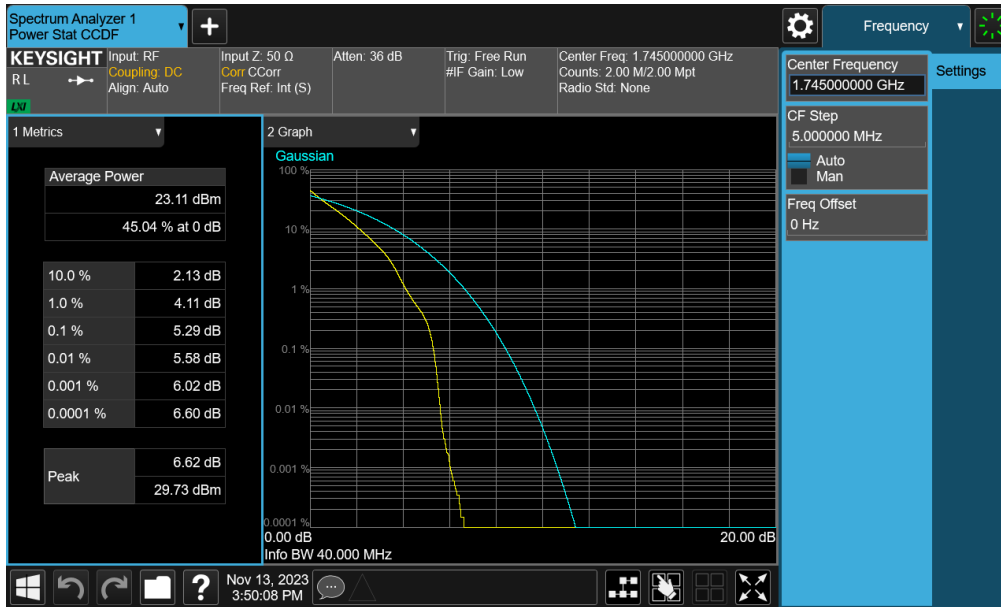 Spectrum Analyzer 1
Power Stat CCDF
+
Frequency
KEYSIGHT
R L
LXI
Input: RF
Coupling: DC
Align: Auto
Input Z: 50 Ω
Corr CCorr
Freq Ref: Int (S)
Atten: 36 dB
Trig: Free Run
#IF Gain: Low
Center Freq: 1.745000000 GHz
Counts: 2.00 M/2.00 Mpt
Radio Std: None
Center Frequency
1.745000000 GHz
Settings
CF Step
5.000000 MHz
Auto
Man
Freq Offset
0 Hz
1 Metrics
Average Power
23.11 dBm
45.04 % at 0 dB
10.0 % 2.13 dB
1.0 % 4.11 dB
0.1 % 5.29 dB
0.01 % 5.58 dB
0.001 % 6.02 dB
0.0001 % 6.60 dB
Peak
6.62 dB
29.73 dBm
2 Graph
Gaussian
100 %
10 %
1 %
0.1 %
0.01 %
0.001 %
0.0001 %
0.00 dB 20.00 dB
Info BW 40.000 MHz
?
Nov 13, 2023
3:50:08 PM